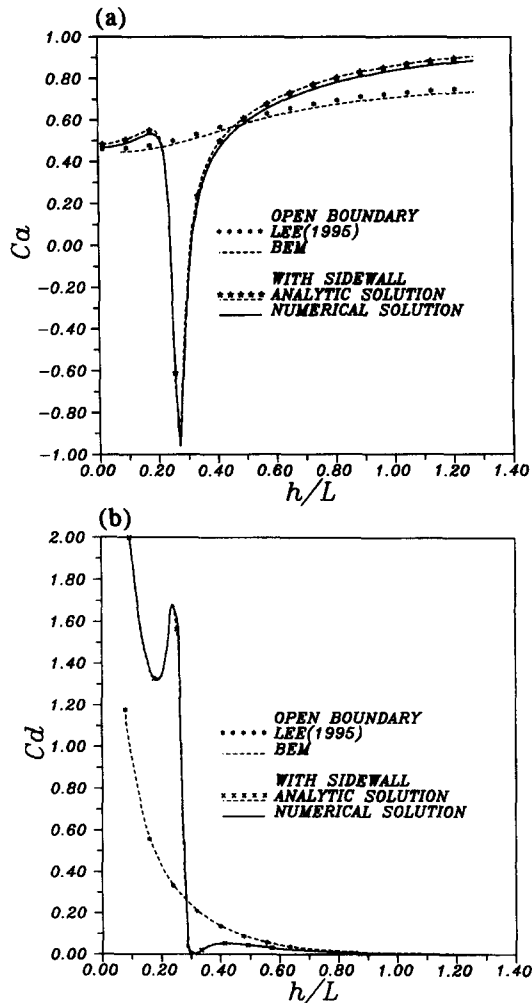 (a)
1.00
0.80
0.60
0.40
0.20
0.00
−0.20
−0.40
−0.60
−0.80
−1.00
Ca
OPEN BOUNDARY
LEE(1995)
BEM
WITH SIDEWALL
ANALYTIC SOLUTION
NUMERICAL SOLUTION
0.00 0.20 0.40 0.60 0.80 1.00 1.20 1.40
h/L
(b)
2.00
1.80
1.60
1.40
1.20
1.00
0.80
0.60
0.40
0.20
0.00
Cd
OPEN BOUNDARY
LEE(1995)
BEM
WITH SIDEWALL
ANALYTIC SOLUTION
NUMERICAL SOLUTION
0.00 0.20 0.40 0.60 0.80 1.00 1.20 1.40
h/L